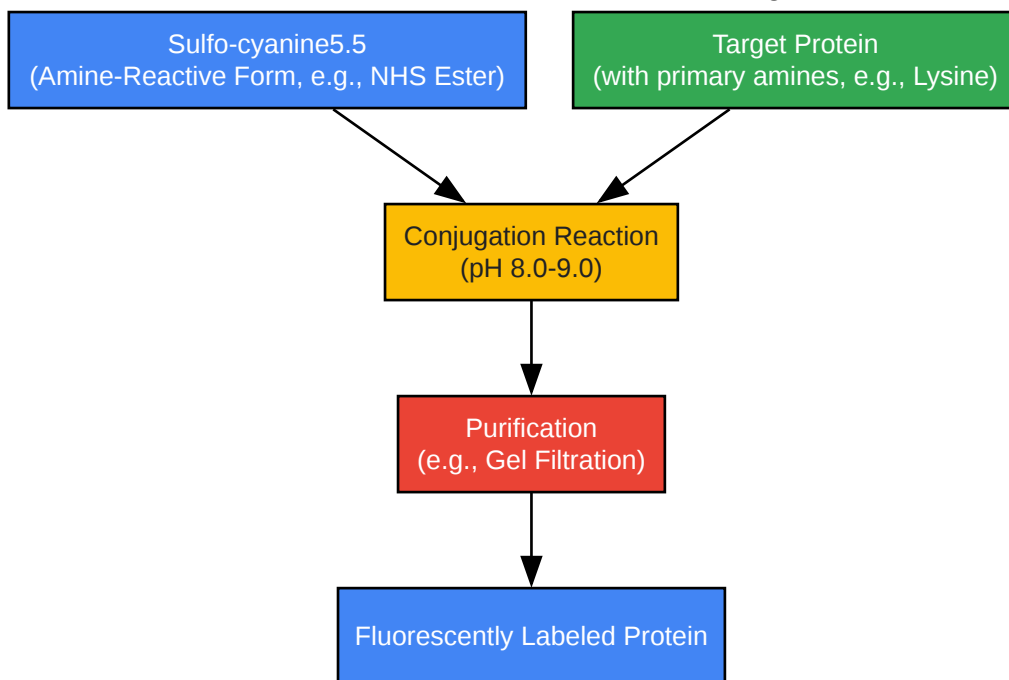 Sulfo-cyanine5.5
(Amine-Reactive Form, e.g., NHS Ester)
Target Protein
(with primary amines, e.g., Lysine)
Conjugation Reaction
(pH 8.0-9.0)
Purification
(e.g., Gel Filtration)
Fluorescently Labeled Protein